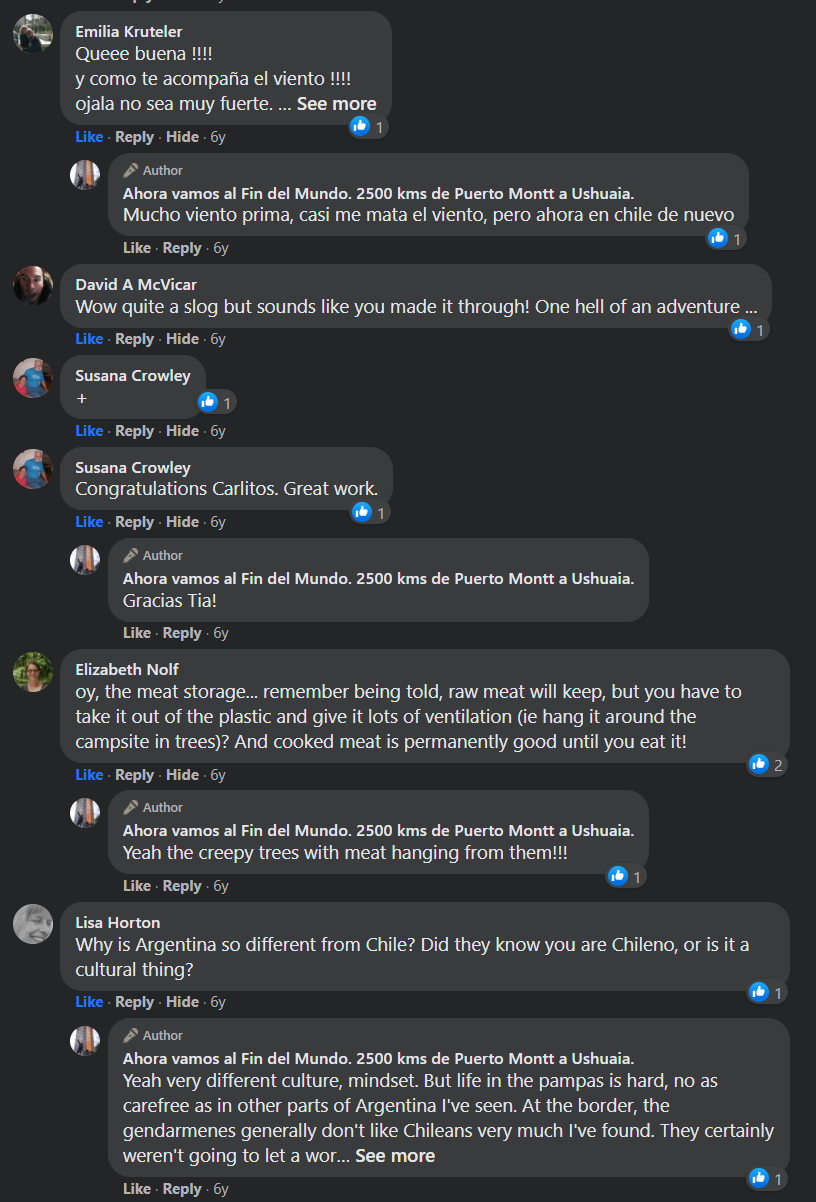 Emilia Kruteler
Queee buena !!!!
y como te acompaña el viento !!!!
ojala no sea muy fuerte. ... See more
1
Like · Reply · Hide · 6y
Author
Ahora vamos al Fin del Mundo. 2500 kms de Puerto Montt a Ushuaia.
Mucho viento prima, casi me mata el viento, pero ahora en chile de nuevo
1
Like · Reply · 6y
David A McVicar
Wow quite a slog but sounds like you made it through! One hell of an adventure ...
1
Like · Reply · Hide · 6y
Susana Crowley
+
1
Like · Reply · Hide · 6y
Susana Crowley
Congratulations Carlitos. Great work.
1
Like · Reply · Hide · 6y
Author
Ahora vamos al Fin del Mundo. 2500 kms de Puerto Montt a Ushuaia.
Gracias Tia!
Like · Reply · 6y
Elizabeth Nolf
oy, the meat storage... remember being told, raw meat will keep, but you have to
take it out of the plastic and give it lots of ventilation (ie hang it around the
campsite in trees)? And cooked meat is permanently good until you eat it!
2
Like · Reply · Hide · 6y
Author
Ahora vamos al Fin del Mundo. 2500 kms de Puerto Montt a Ushuaia.
Yeah the creepy trees with meat hanging from them!!!
1
Like · Reply · 6y
Lisa Horton
Why is Argentina so different from Chile? Did they know you are Chileno, or is it a
cultural thing?
1
Like · Reply · Hide · 6y
Author
Ahora vamos al Fin del Mundo. 2500 kms de Puerto Montt a Ushuaia.
Yeah very different culture, mindset. But life in the pampas is hard, no as
carefree as in other parts of Argentina I've seen. At the border, the
gendarmenes generally don't like Chileans very much I've found. They certainly
weren't going to let a wor... See more
1
Like · Reply · 6y